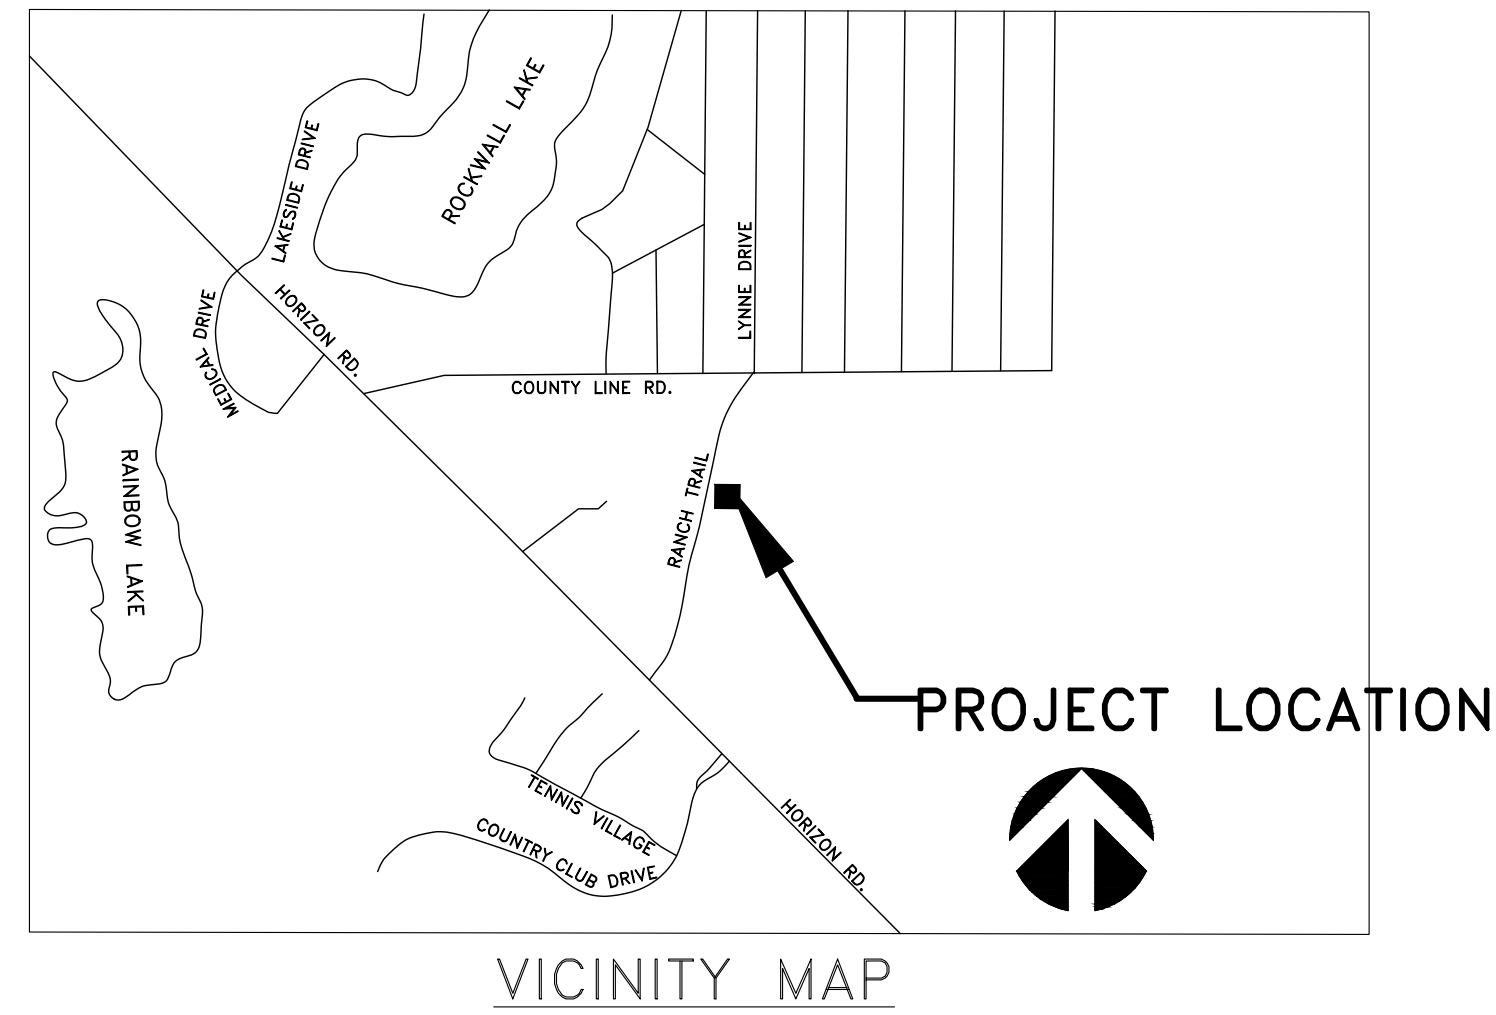 ROCKWALL LAKE
LAKESIDE DRIVE
LYNNE DRIVE
MEDICAL DRIVE
HORIZON RD.
COUNTY LINE RD.
RAINBOW LAKE
RANCH TRAIL
PROJECT LOCATION
TENNIS VILLAGE
COUNTRY CLUB DRIVE
HORIZON RD.
VICINITY MAP